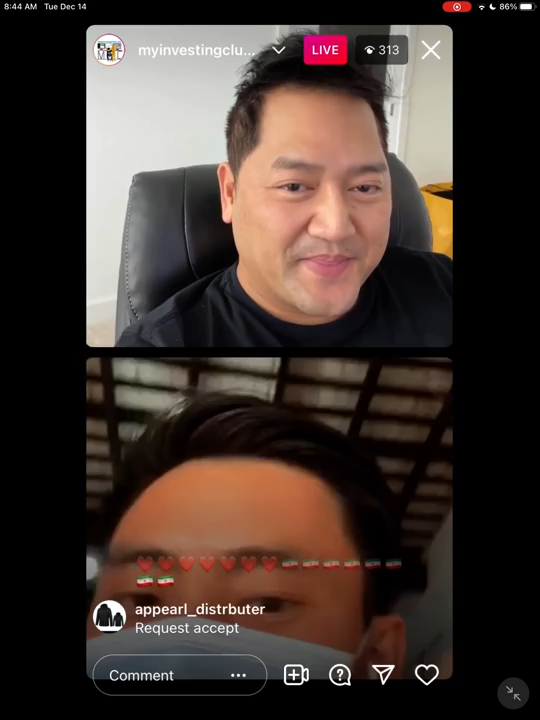 8:44 AM Tue Dec 14
86%
myinvestingclu...
LIVE
313
❤️❤️❤️❤️❤️❤️❤️🇮🇷🇮🇷🇮🇷🇮🇷🇮🇷🇮🇷
🇮🇷🇮🇷
appearl_distrbuter
Request accept
Comment